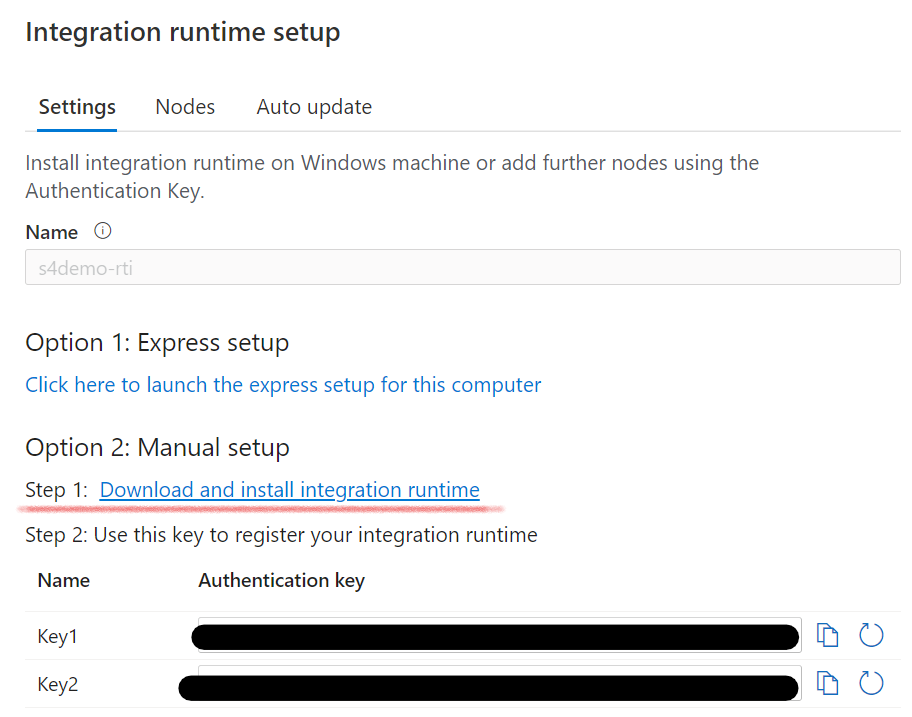 Integration runtime setup
Settings Nodes Auto update
Install integration runtime on Windows machine or add further nodes using the
Authentication Key.
Name
s4demo-rti
Option 1: Express setup
Click here to launch the express setup for this computer
Option 2: Manual setup
Step 1: Download and install integration runtime
Step 2: Use this key to register your integration runtime
Name Authentication key
Key1
Key2